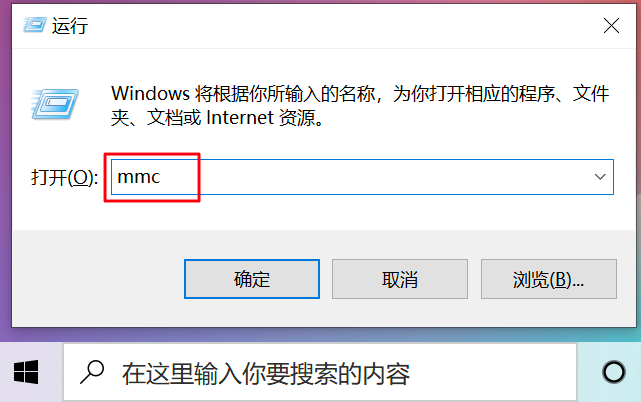 运行
Windows 将根据你所输入的名称，为你打开相应的程序、文件
夹、文档或 Internet 资源。
打开(O): mmc
确定 取消 浏览(B)...
在这里输入你要搜索的内容